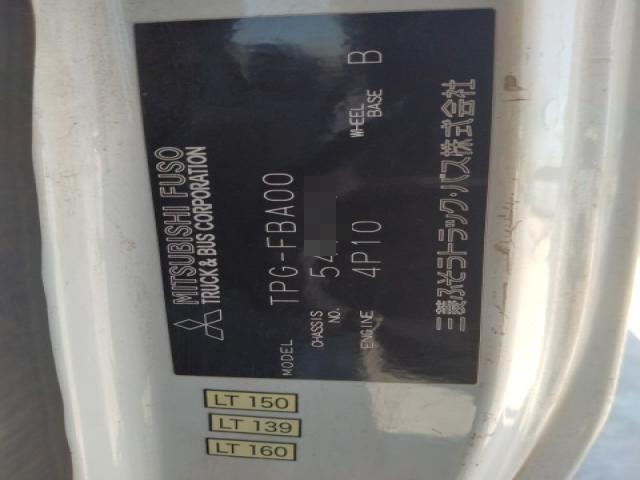 MITSUBISHI FUSO
TRUCK & BUS CORPORATION
MODEL TPG-FBA00
CHASSIS NO. 54
ENGINE 4P10 WHEEL BASE B
三菱ふそうトラック・バス株式会社
LT 150
LT 139
LT 160